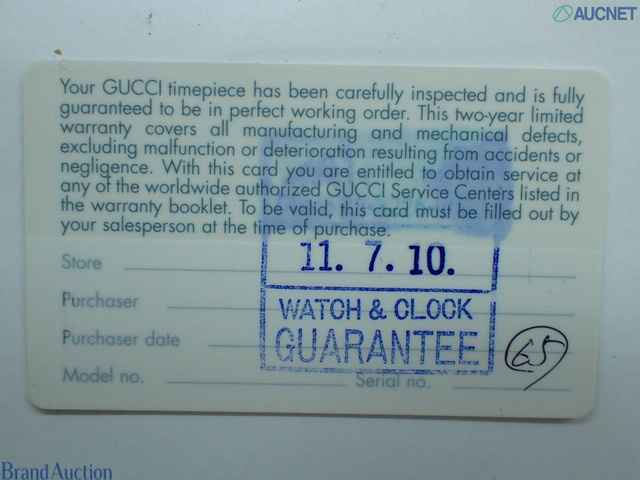 AUCNET
Your GUCCI timepiece has been carefully inspected and is fully
guaranteed to be in perfect working order. This two-year limited
warranty covers all manufacturing and mechanical defects,
excluding malfunction or deterioration resulting from accidents or
negligence. With this card you are entitled to obtain service at
any of the worldwide authorized GUCCI Service Centers listed in
the warranty booklet. To be valid, this card must be filled out by
your salesperson at the time of purchase.
Store
11. 7. 10.
Purchaser
WATCH & CLOCK
Purchaser date
GUARANTEE
65
Model no.
Serial no.
Brand Auction